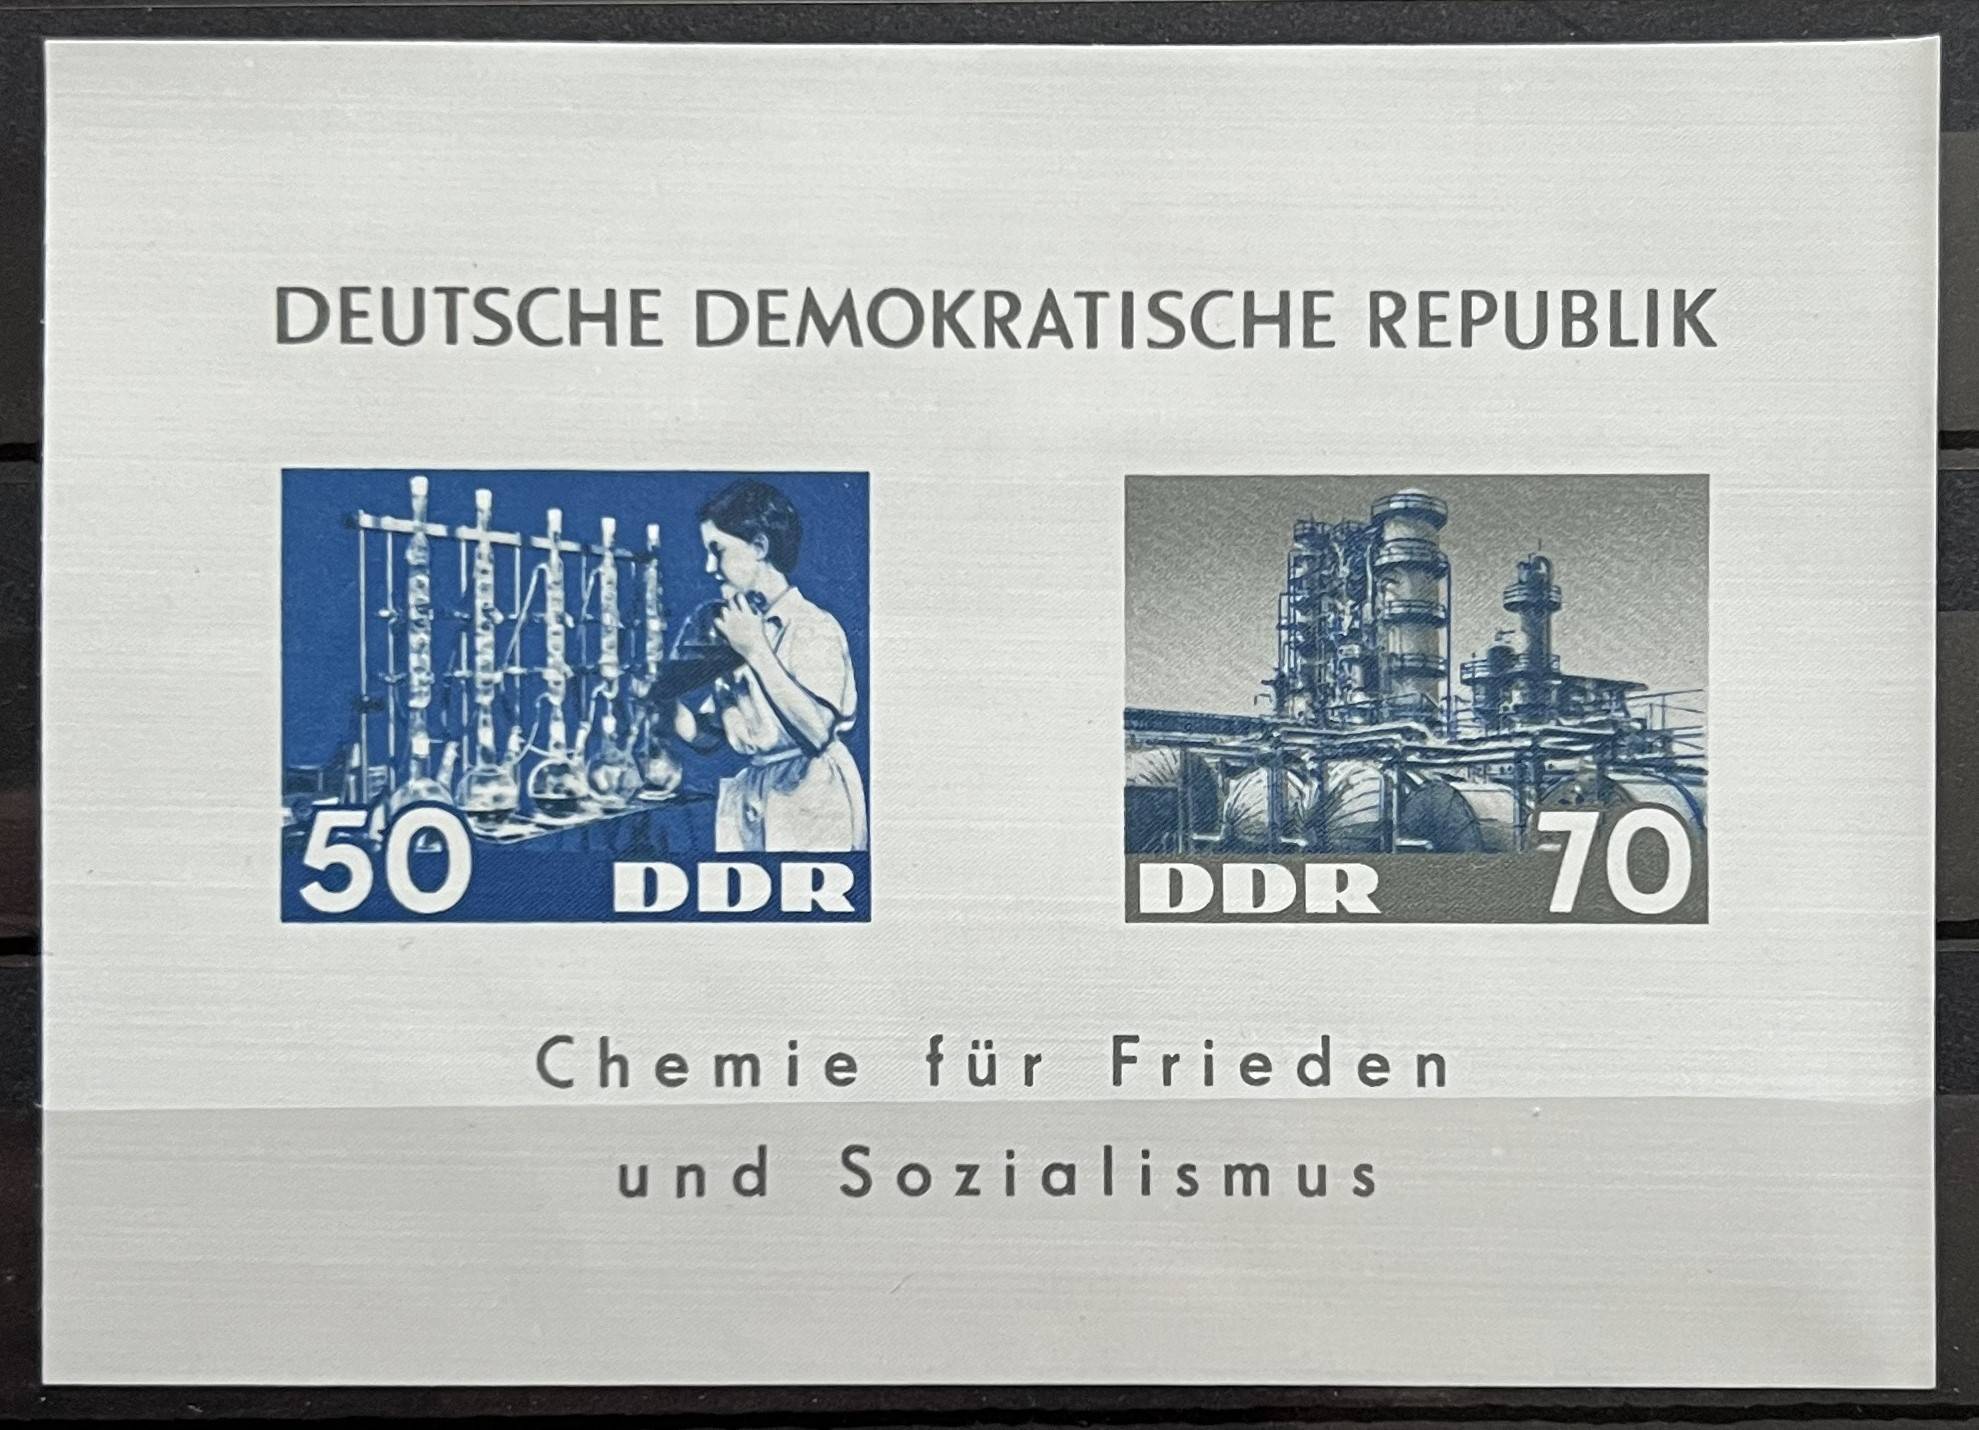 DEUTSCHE DEMOKRATISCHE REPUBLIK
50 DDR
DDR 70
Chemie für Frieden
und Sozialismus